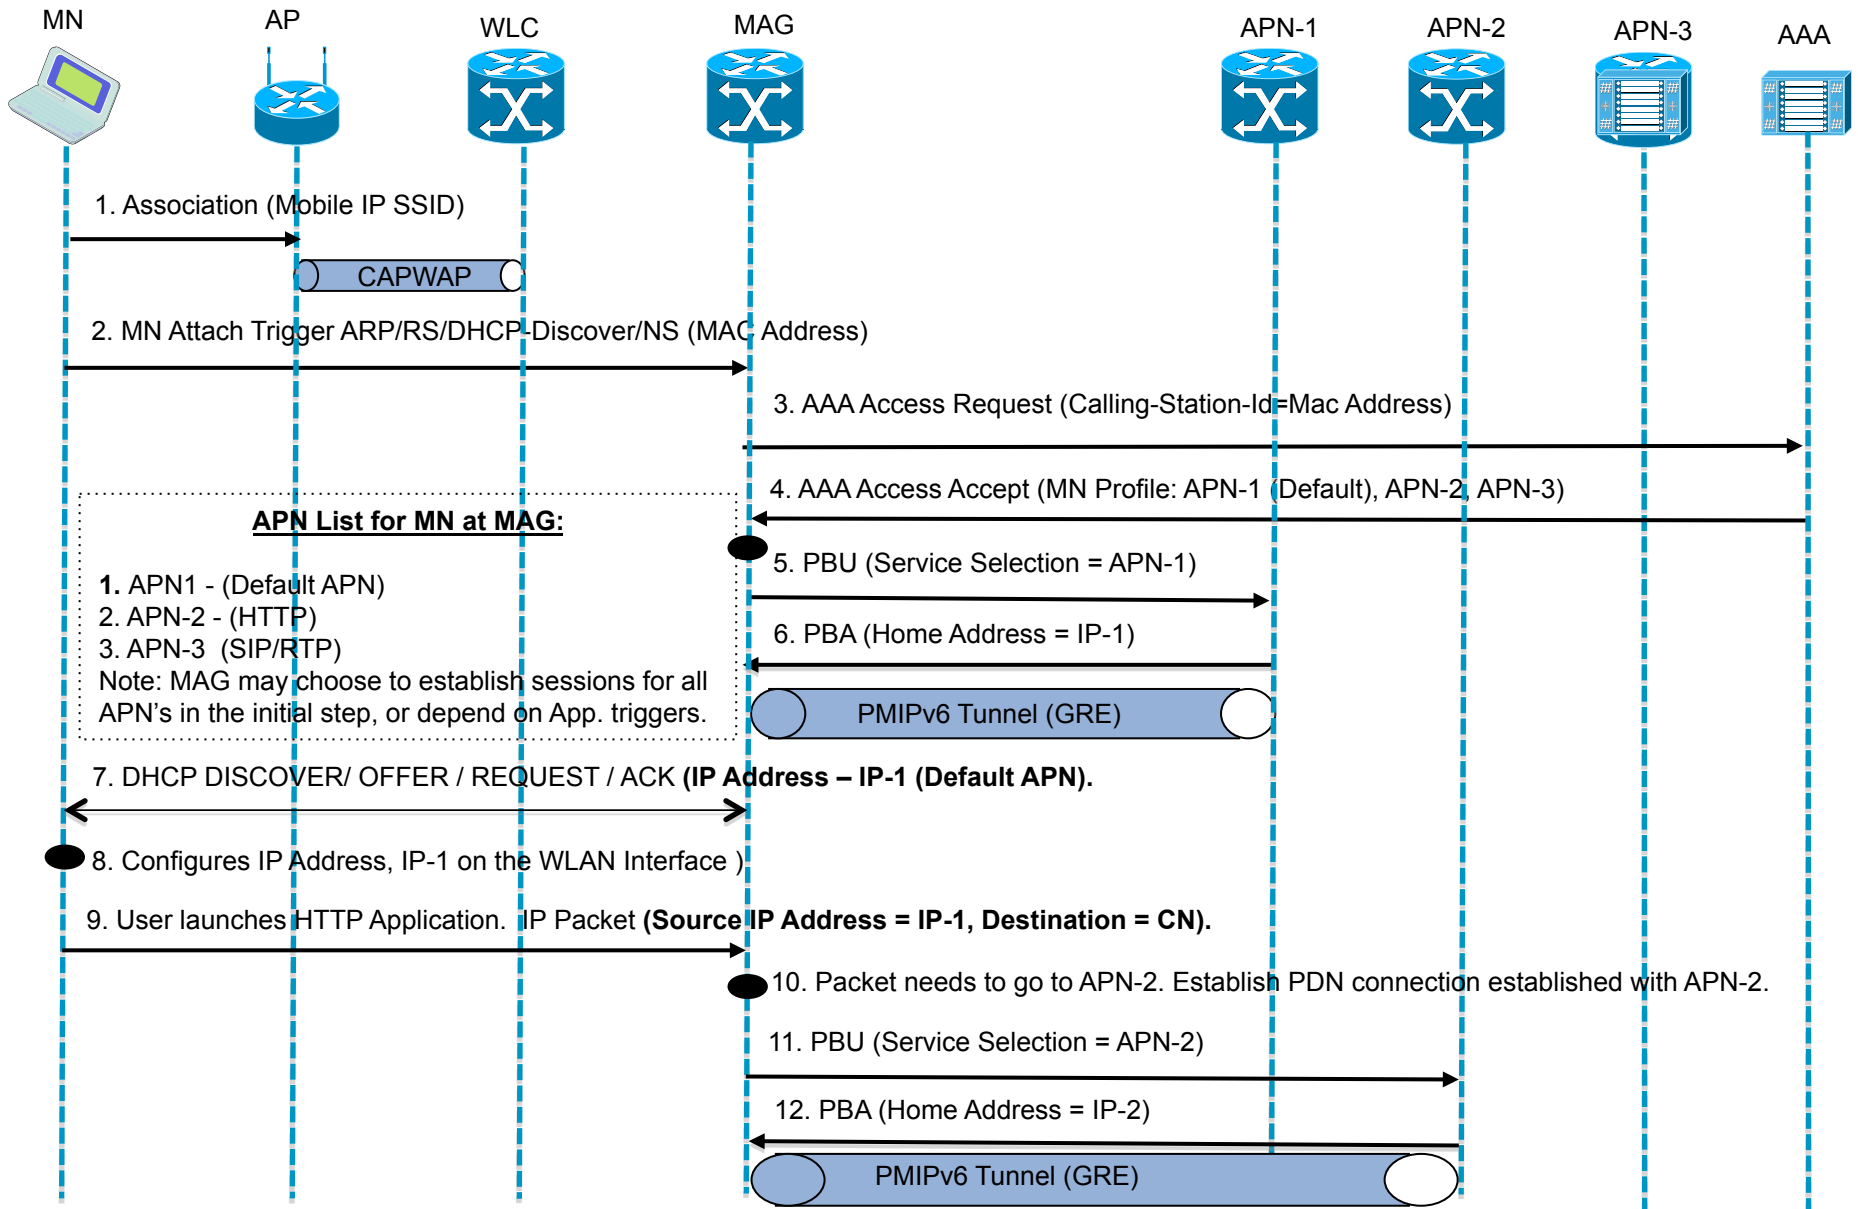 MN
AP
WLC
MAG
APN-1
APN-2
APN-3
AAA
1. Association (Mobile IP SSID)
CAPWAP
2. MN Attach Trigger ARP/RS/DHCP-Discover/NS (MAC Address)
3. AAA Access Request (Calling-Station-Id=Mac Address)
4. AAA Access Accept (MN Profile: APN-1 (Default), APN-2, APN-3)
APN List for MN at MAG:
1. APN1 - (Default APN)
2. APN-2 - (HTTP)
3. APN-3 (SIP/RTP)
Note: MAG may choose to establish sessions for all
APN's in the initial step, or depend on App. triggers.
5. PBU (Service Selection = APN-1)
6. PBA (Home Address = IP-1)
PMIPv6 Tunnel (GRE)
7. DHCP DISCOVER/ OFFER / REQUEST / ACK (IP Address – IP-1 (Default APN).
8. Configures IP Address, IP-1 on the WLAN Interface )
9. User launches HTTP Application. IP Packet (Source IP Address = IP-1, Destination = CN).
10. Packet needs to go to APN-2. Establish PDN connection established with APN-2.
11. PBU (Service Selection = APN-2)
12. PBA (Home Address = IP-2)
PMIPv6 Tunnel (GRE)